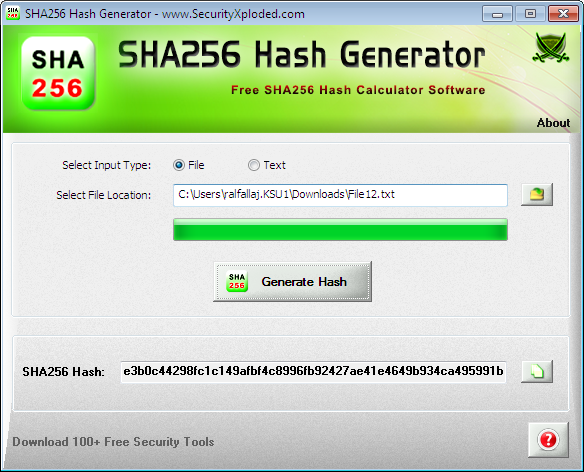 SHA256 Hash Generator - www.SecurityXploded.com
SHA
256
SHA256 Hash Generator
SHA
256
Free SHA256 Hash Calculator Software
About
Select Input Type: File Text
Select File Location: C:\Users\ralfallaj.KSU1\Downloads\File12.txt
SHA
256
Generate Hash
SHA256 Hash: e3b0c44298fc1c149afbf4c8996fb92427ae41e4649b934ca495991b
Download 100+ Free Security Tools
?